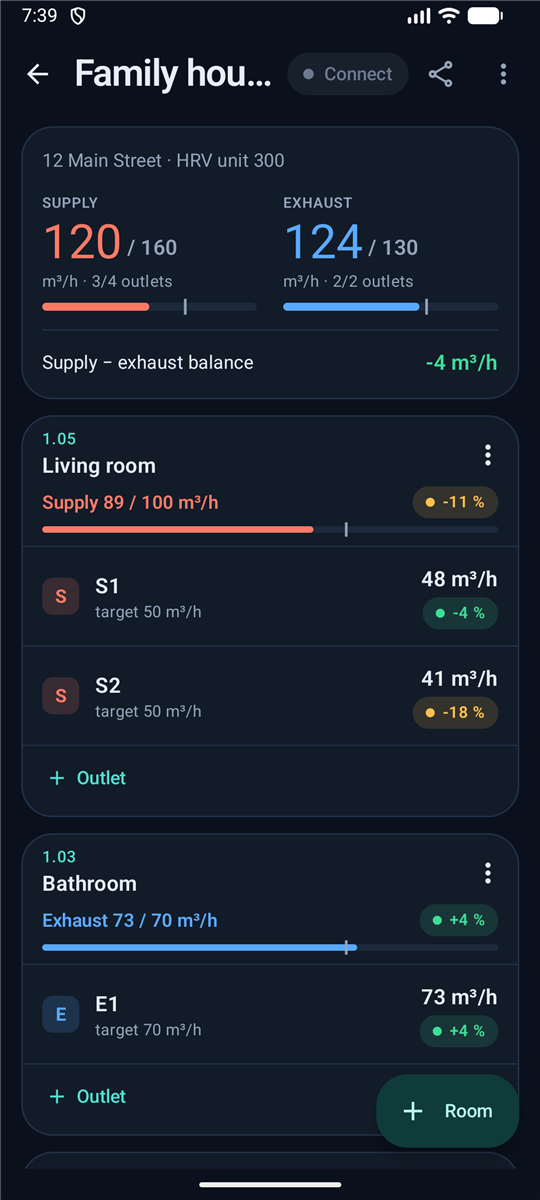 7:39
Family hou...
Connect
12 Main Street · HRV unit 300
SUPPLY
120 / 160
m³/h · 3/4 outlets
EXHAUST
124 / 130
m³/h · 2/2 outlets
Supply − exhaust balance
-4 m³/h
1.05
Living room
Supply 89 / 100 m³/h
-11 %
S
S1
target 50 m³/h
48 m³/h
-4 %
S
S2
target 50 m³/h
41 m³/h
-18 %
+ Outlet
1.03
Bathroom
Exhaust 73 / 70 m³/h
+4 %
E
E1
target 70 m³/h
73 m³/h
+4 %
+ Outlet
+ Room